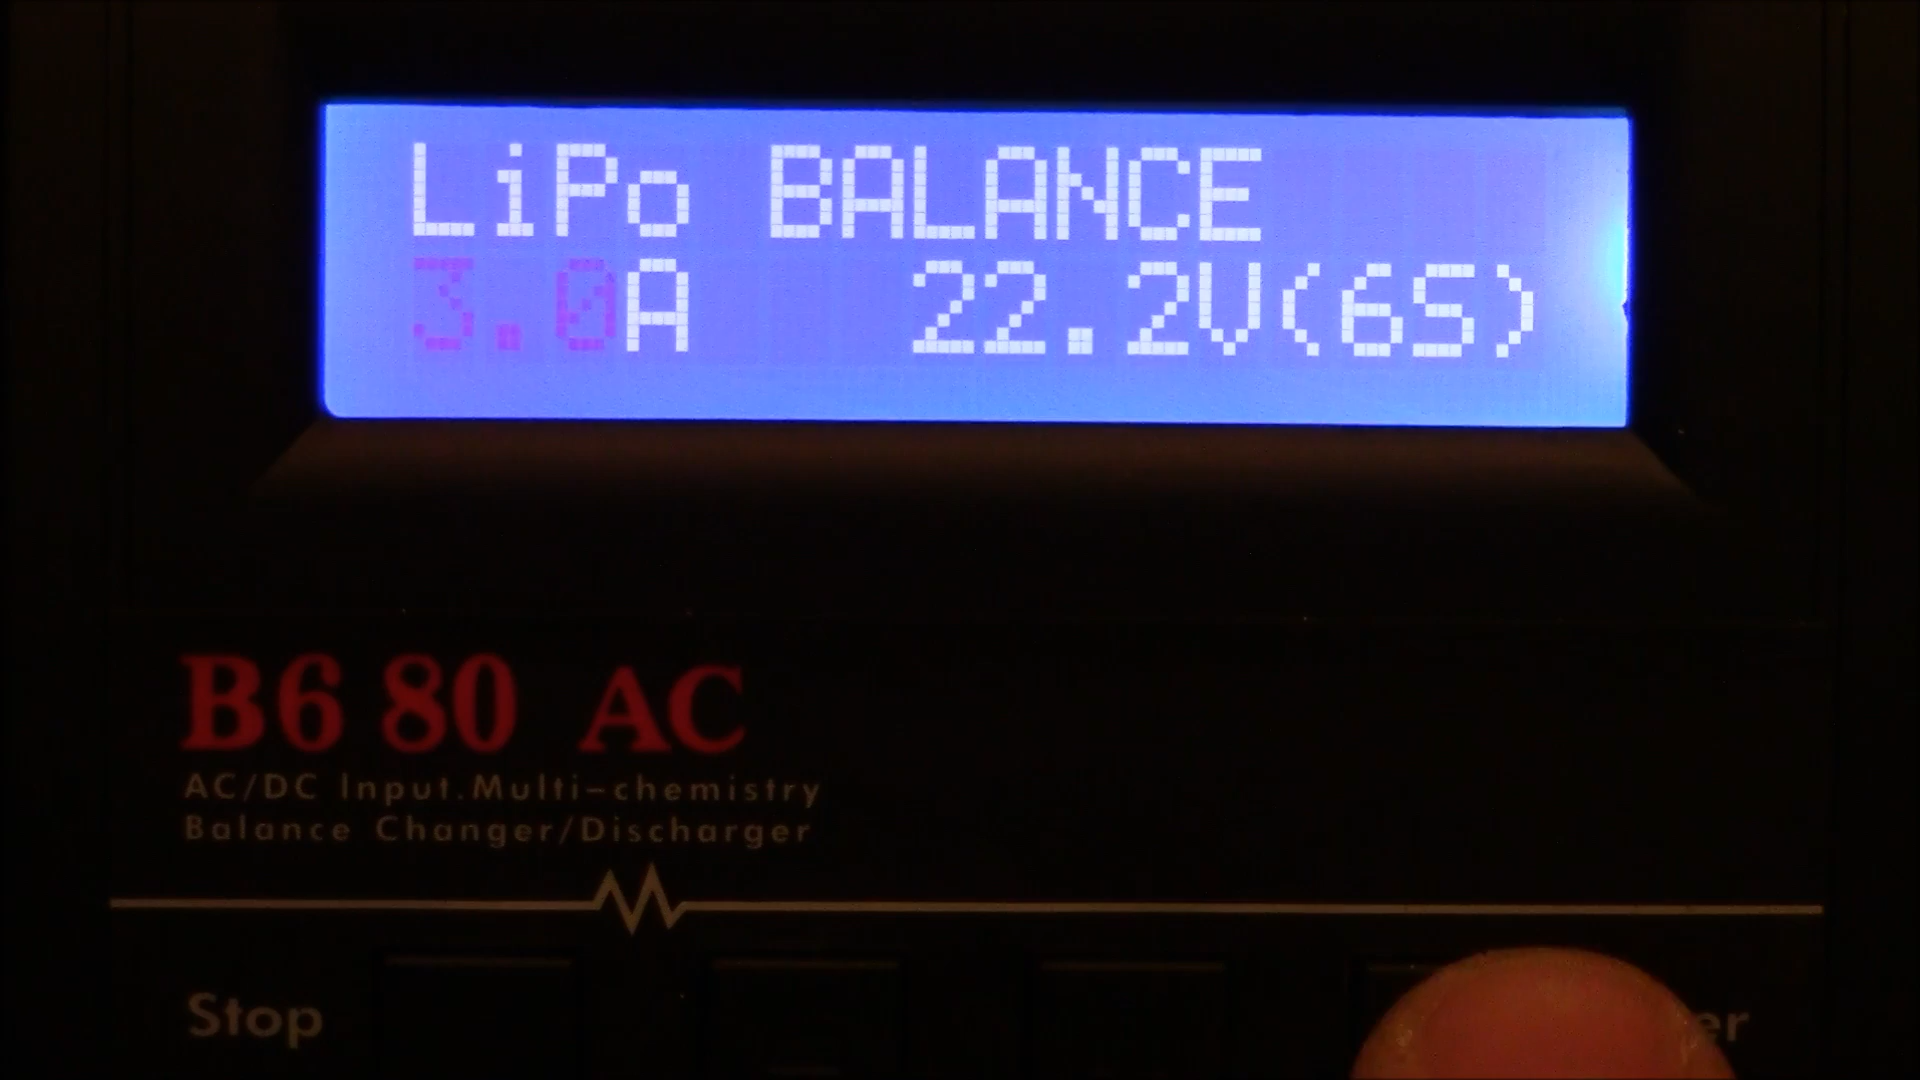 LiPo BALANCE
3.0A 22.2V(6S)
B6 80 AC
AC/DC Input.Multi-chemistry
Balance Changer/Discharger
Stop